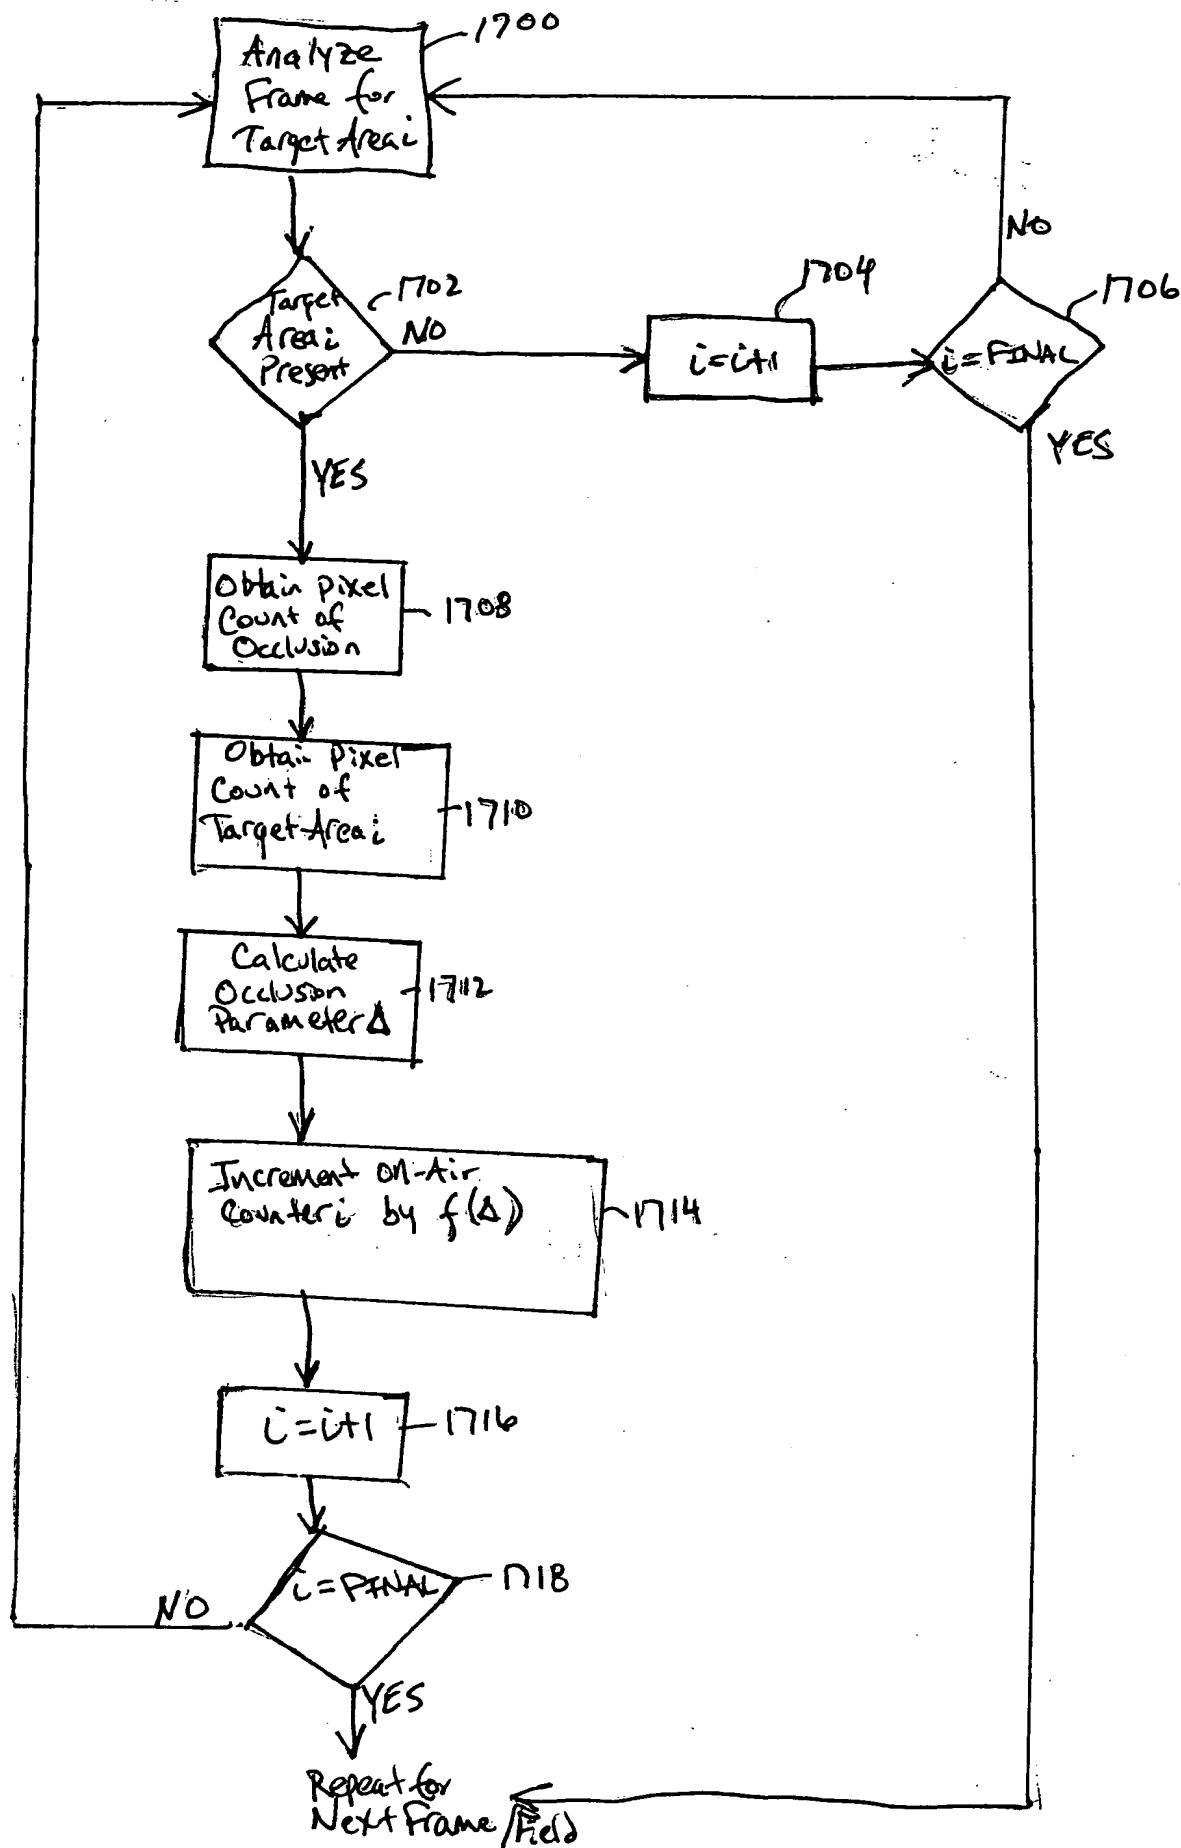 1700
Analyze
Frame for
Target Area i
NO
1702
1704
1706
Target
Area i
Present
NO
i=i+1
i=FINAL
YES
YES
Obtain pixel
Count of
Occlusion
1708
Obtain Pixel
Count of
Target Area i
1710
Calculate
Occlusion
Parameter Δ
1712
Increment on-Air
Counter i by f(Δ)
1714
i=i+1
1716
i=FINAL
1718
NO
YES
Repeat for
Next Frame/Field